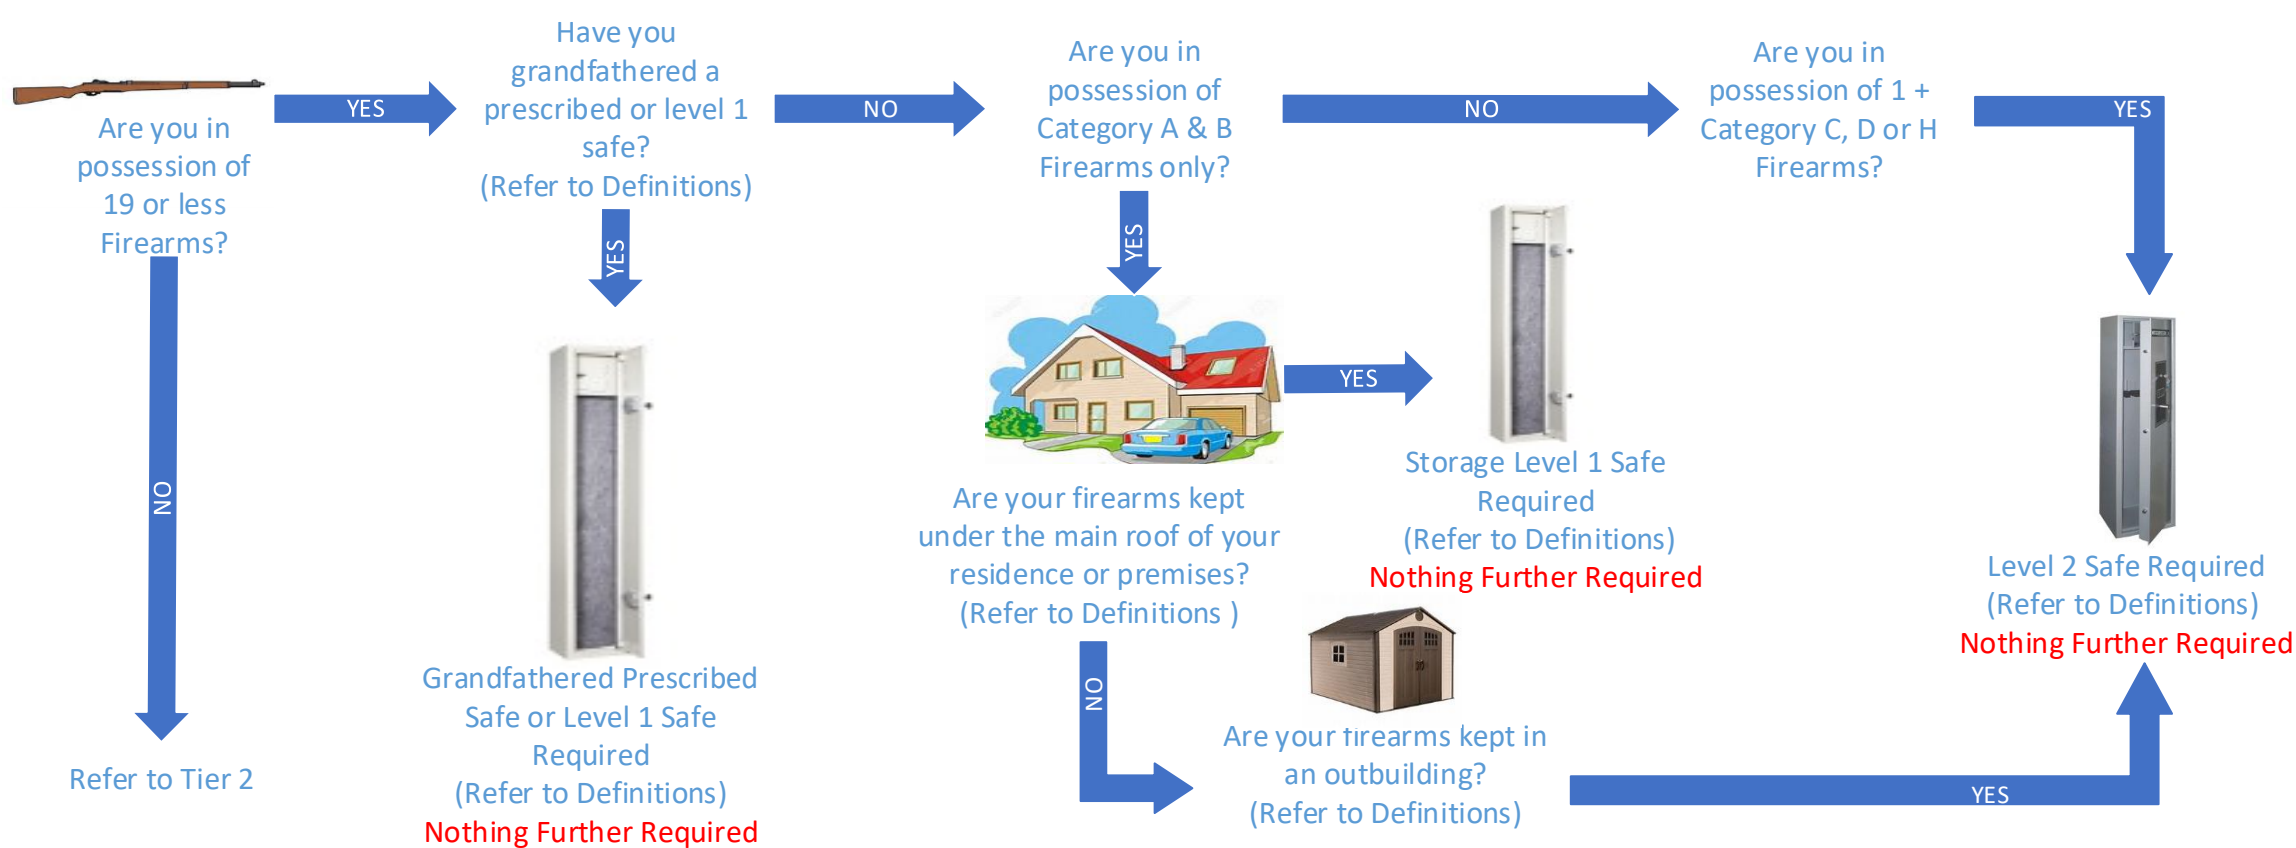 Are you in
possession of
19 or less
Firearms?
YES
NO
Refer to Tier 2
Have you
grandfathered a
prescribed or level 1
safe?
(Refer to Definitions)
NO
YES
Grandfathered Prescribed
Safe or Level 1 Safe
Required
(Refer to Definitions)
Nothing Further Required
Are you in
possession of
Category A & B
Firearms only?
NO
YES
Are your firearms kept
under the main roof of your
residence or premises?
(Refer to Definitions )
YES
Storage Level 1 Safe
Required
(Refer to Definitions)
Nothing Further Required
NO
Are your firearms kept in
an outbuilding?
(Refer to Definitions)
YES
Are you in
possession of 1 +
Category C, D or H
Firearms?
YES
Level 2 Safe Required
(Refer to Definitions)
Nothing Further Required